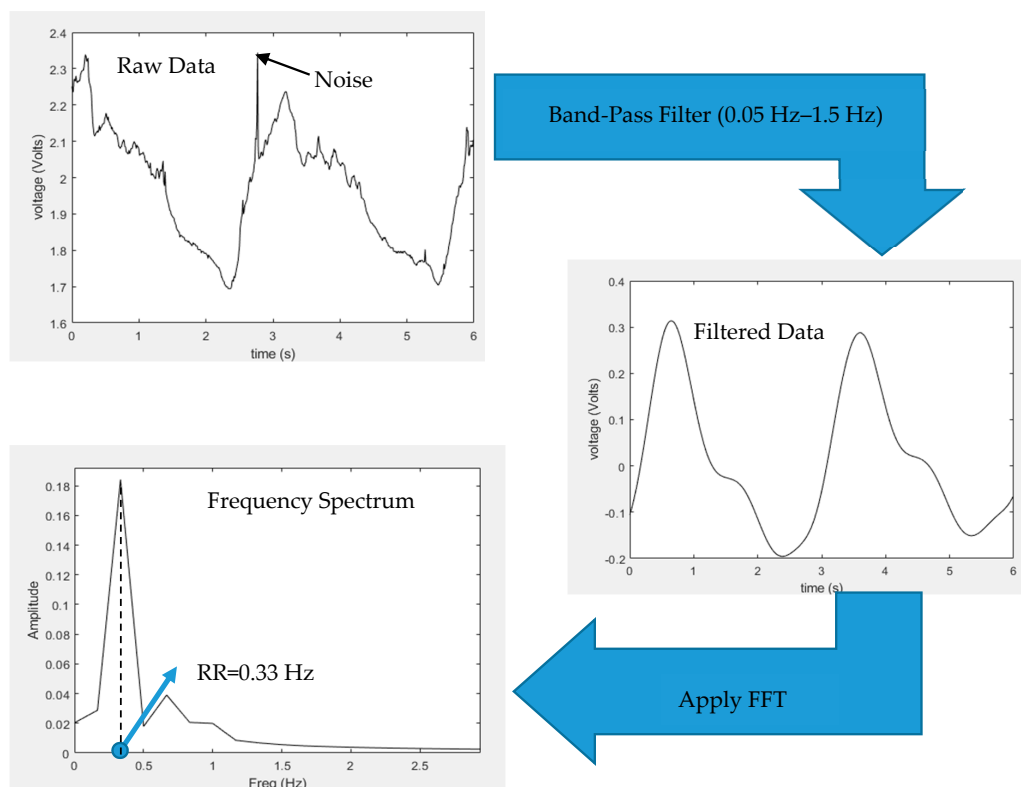 2.4
2.3
2.2
2.1
2
1.9
1.8
1.7
1.6
voltage (Volts)
Raw Data
Noise
0 1 2 3 4 5 6
time (s)
Band-Pass Filter (0.05 Hz–1.5 Hz)
0.4
0.3
0.2
0.1
0
-0.1
-0.2
voltage (Volts)
Filtered Data
0 1 2 3 4 5 6
time (s)
Apply FFT
0.18
0.16
0.14
0.12
0.1
0.08
0.06
0.04
0.02
0
Amplitude
Frequency Spectrum
RR=0.33 Hz
0 0.5 1 1.5 2 2.5
Freq (Hz)